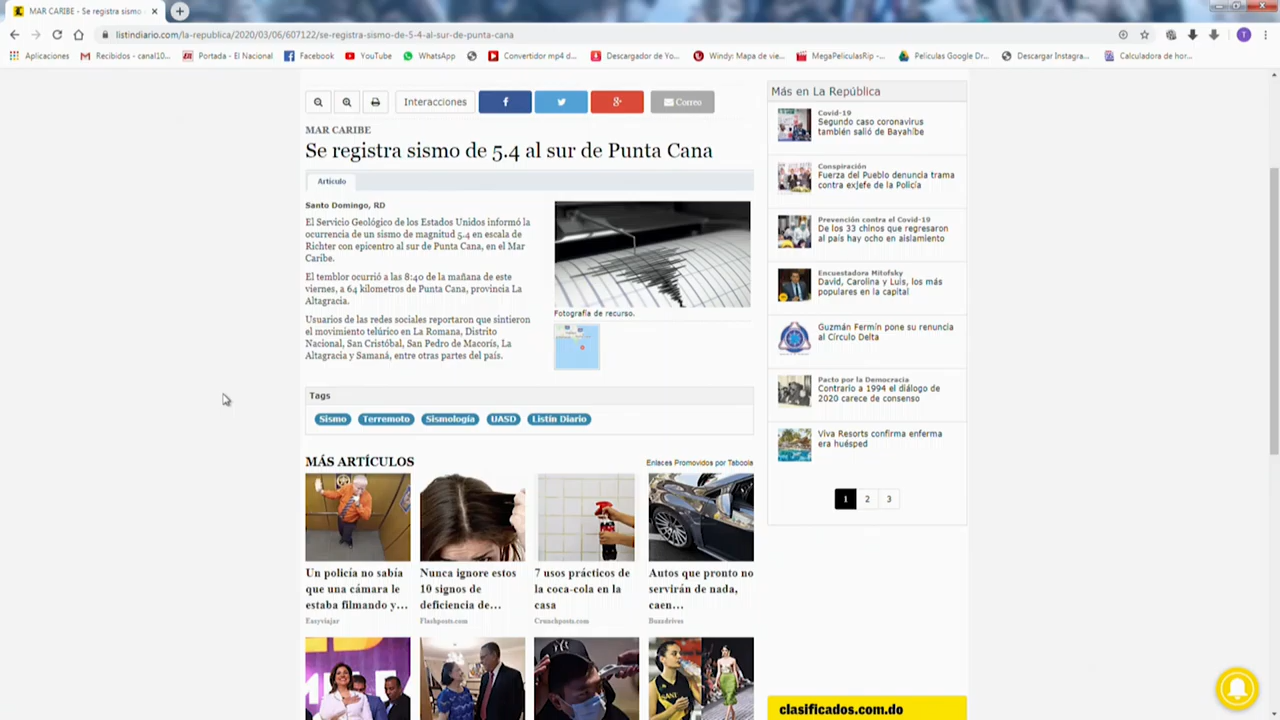 MAR CARIBE - Se registra sismo
listindiario.com/la-republica/2020/03/06/607122/se-registra-sismo-de-5-4-al-sur-de-punta-cana
T
Aplicaciones
Recibidos - canal10...
Portada - El Nacional
Facebook
YouTube
WhatsApp
Convertidor mp4 d...
Descargador de Yo...
Windy: Mapa de vie...
MegaPeliculasRip -...
Peliculas Google Dr...
Descargar Instagra...
Calculadora de hor...
Interacciones
Correo
MAR CARIBE
Se registra sismo de 5.4 al sur de Punta Cana
Artículo
Santo Domingo, RD
El Servicio Geológico de los Estados Unidos informó la
ocurrencia de un sismo de magnitud 5.4 en escala de
Richter con epicentro al sur de Punta Cana, en el Mar
Caribe.
El temblor ocurrió a las 8:40 de la mañana de este
viernes, a 64 kilometros de Punta Cana, provincia La
Altagracia.
Usuarios de las redes sociales reportaron que sintieron
el movimiento telúrico en La Romana, Distrito
Nacional, San Cristóbal, San Pedro de Macorís, La
Altagracia y Samaná, entre otras partes del país.
Fotografía de recurso.
Tags
Sismo
Terremoto
Sismología
UASD
Listín Diario
MÁS ARTÍCULOS
Enlaces Promovidos por Taboola
Un policía no sabía
que una cámara le
estaba filmando y...
Easyviajar
Nunca ignore estos
10 signos de
deficiencia de...
Flashposts.com
7 usos prácticos de
la coca-cola en la
casa
Crunchposts.com
Autos que pronto no
servirán de nada,
caen...
Buzzdrives
Más en La República
Covid-19
Segundo caso coronavirus
también salió de Bayahíbe
Conspiración
Fuerza del Pueblo denuncia trama
contra exjefe de la Policía
Prevención contra el Covid-19
De los 33 chinos que regresaron
al país hay ocho en aislamiento
Encuestadora Mitofsky
David, Carolina y Luis, los más
populares en la capital
Guzmán Fermín pone su renuncia
al Círculo Delta
Pacto por la Democracia
Contrario a 1994 el diálogo de
2020 carece de consenso
Viva Resorts confirma enferma
era huésped
1 2 3
clasificados.com.do